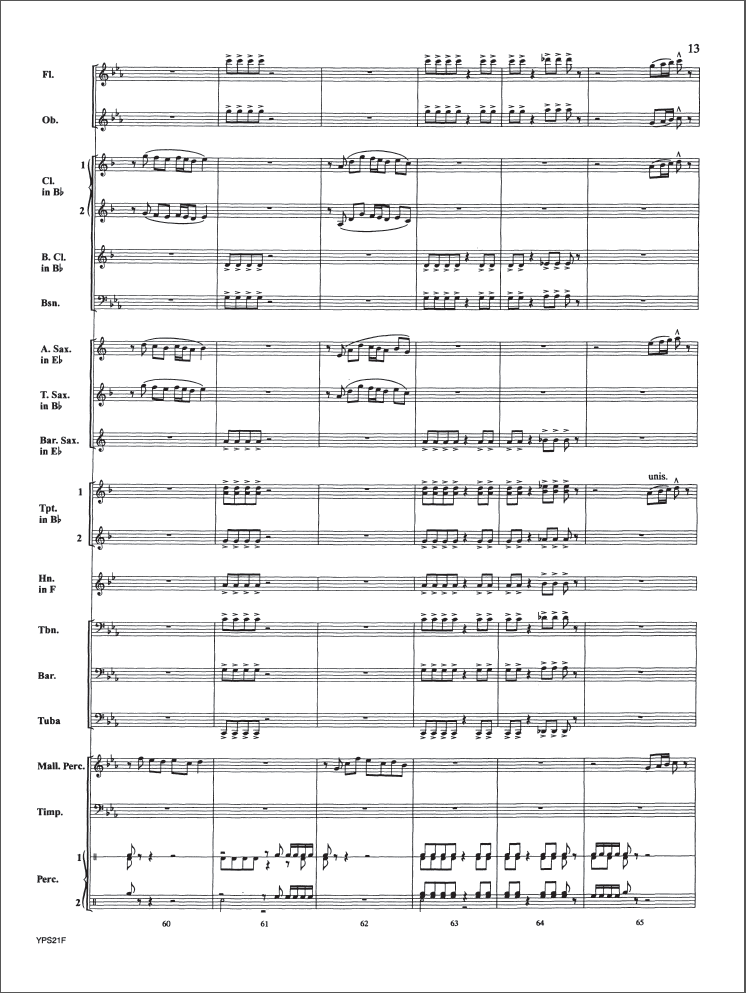 13
Fl.
Ob.
1
Cl.
in B♭
2
B. Cl.
in B♭
Bsn.
A. Sax.
in E♭
T. Sax.
in B♭
Bar. Sax.
in E♭
unis.
1
Tpt.
in B♭
2
Hn.
in F
Tbn.
Bar.
Tuba
Mall. Perc.
Timp.
1
Perc.
2
60 61 62 63 64 65
YPS21F